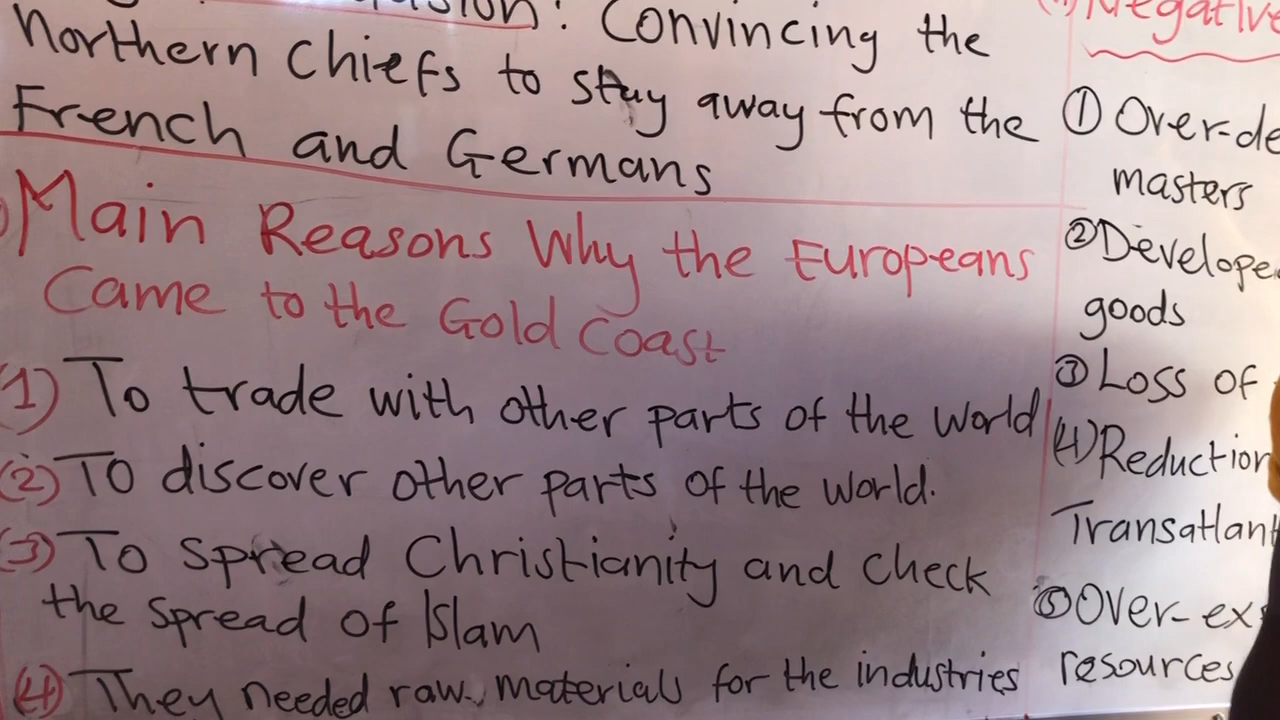 Convincing the
Northern Chiefs to stay away from the
French and Germans
Main Reasons Why the Europeans
Came to the Gold Coast
(1) To trade with other parts of the world
(2) To discover other parts of the world.
(3) To spread Christianity and check
the spread of Islam
(4) They needed raw materials for the industries
(4) Negative
① Over-de
masters
② Develope
goods
③ Loss of
(4) Reduction
Transatlant
⑤ Over-ex
resources